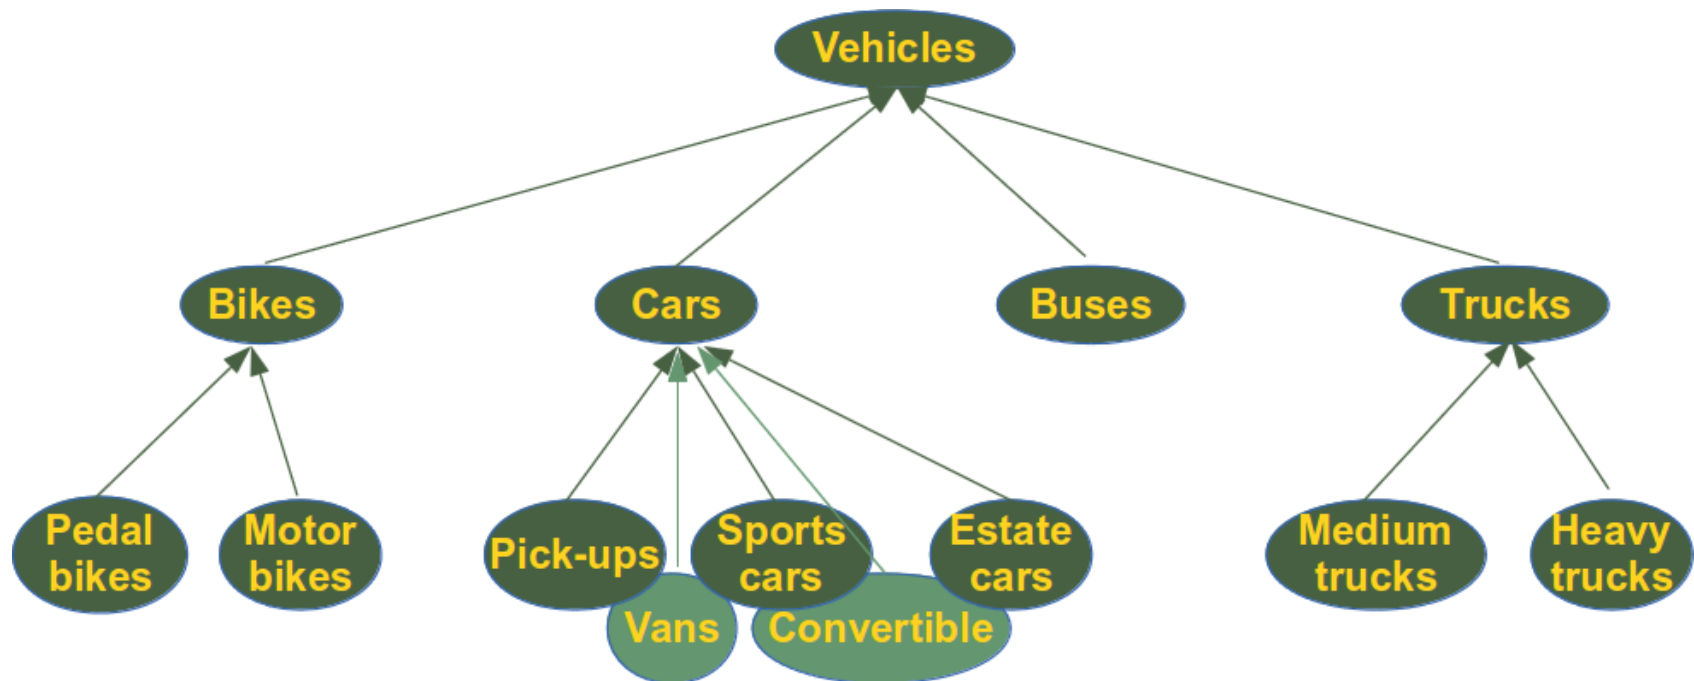 Vehicles
Bikes
Cars
Buses
Trucks
Pedal
bikes
Motor
bikes
Pick-ups
Sports
cars
Estate
cars
Medium
trucks
Heavy
trucks
Vans
Convertible